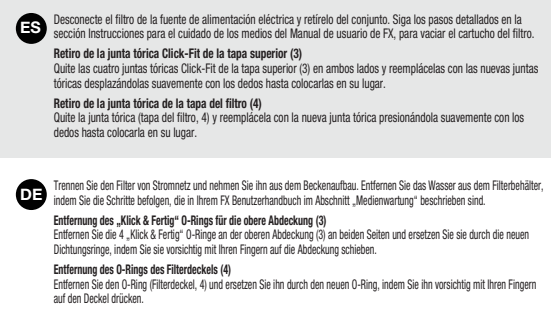 ES
Desconecte el filtro de la fuente de alimentación eléctrica y retírelo del conjunto. Siga los pasos detallados en la
sección Instrucciones para el cuidado de los medios del Manual de usuario de FX, para vaciar el cartucho del filtro.
Retiro de la junta tórica Click-Fit de la tapa superior (3)
Quite las cuatro juntas tóricas Click-Fit de la tapa superior (3) en ambos lados y reemplácelas con las nuevas juntas
tóricas desplazándolas suavemente con los dedos hasta colocarlas en su lugar.
Retiro de la junta tórica de la tapa del filtro (4)
Quite la junta tórica (tapa del filtro, 4) y reemplácela con la nueva junta tórica presionándola suavemente con los
dedos hasta colocarla en su lugar.
DE
Trennen Sie den Filter von Stromnetz und nehmen Sie ihn aus dem Beckenaufbau. Entfernen Sie das Wasser aus dem Filterbehälter,
indem Sie die Schritte befolgen, die in Ihrem FX Benutzerhandbuch im Abschnitt „Medienwartung" beschrieben sind.
Entfernung des „Klick & Fertig" O-Rings für die obere Abdeckung (3)
Entfernen Sie die 4 „Klick & Fertig" O-Ringe an der oberen Abdeckung (3) an beiden Seiten und ersetzen Sie sie durch die neuen
Dichtungsringe, indem Sie sie vorsichtig mit Ihren Fingern auf die Abdeckung schieben.
Entfernung des O-Rings des Filterdeckels (4)
Entfernen Sie den O-Ring (Filterdeckel, 4) und ersetzen Sie ihn durch den neuen O-Ring, indem Sie ihn vorsichtig mit Ihren Fingern
auf den Deckel drücken.